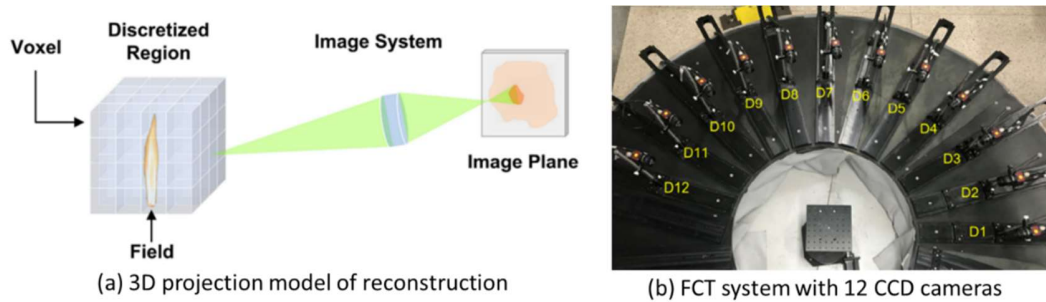 Voxel
Discretized
Region
Image System
Image Plane
Field
(a) 3D projection model of reconstruction
D1
D2
D3
D4
D5
D6
D7
D8
D9
D10
D11
D12
(b) FCT system with 12 CCD cameras